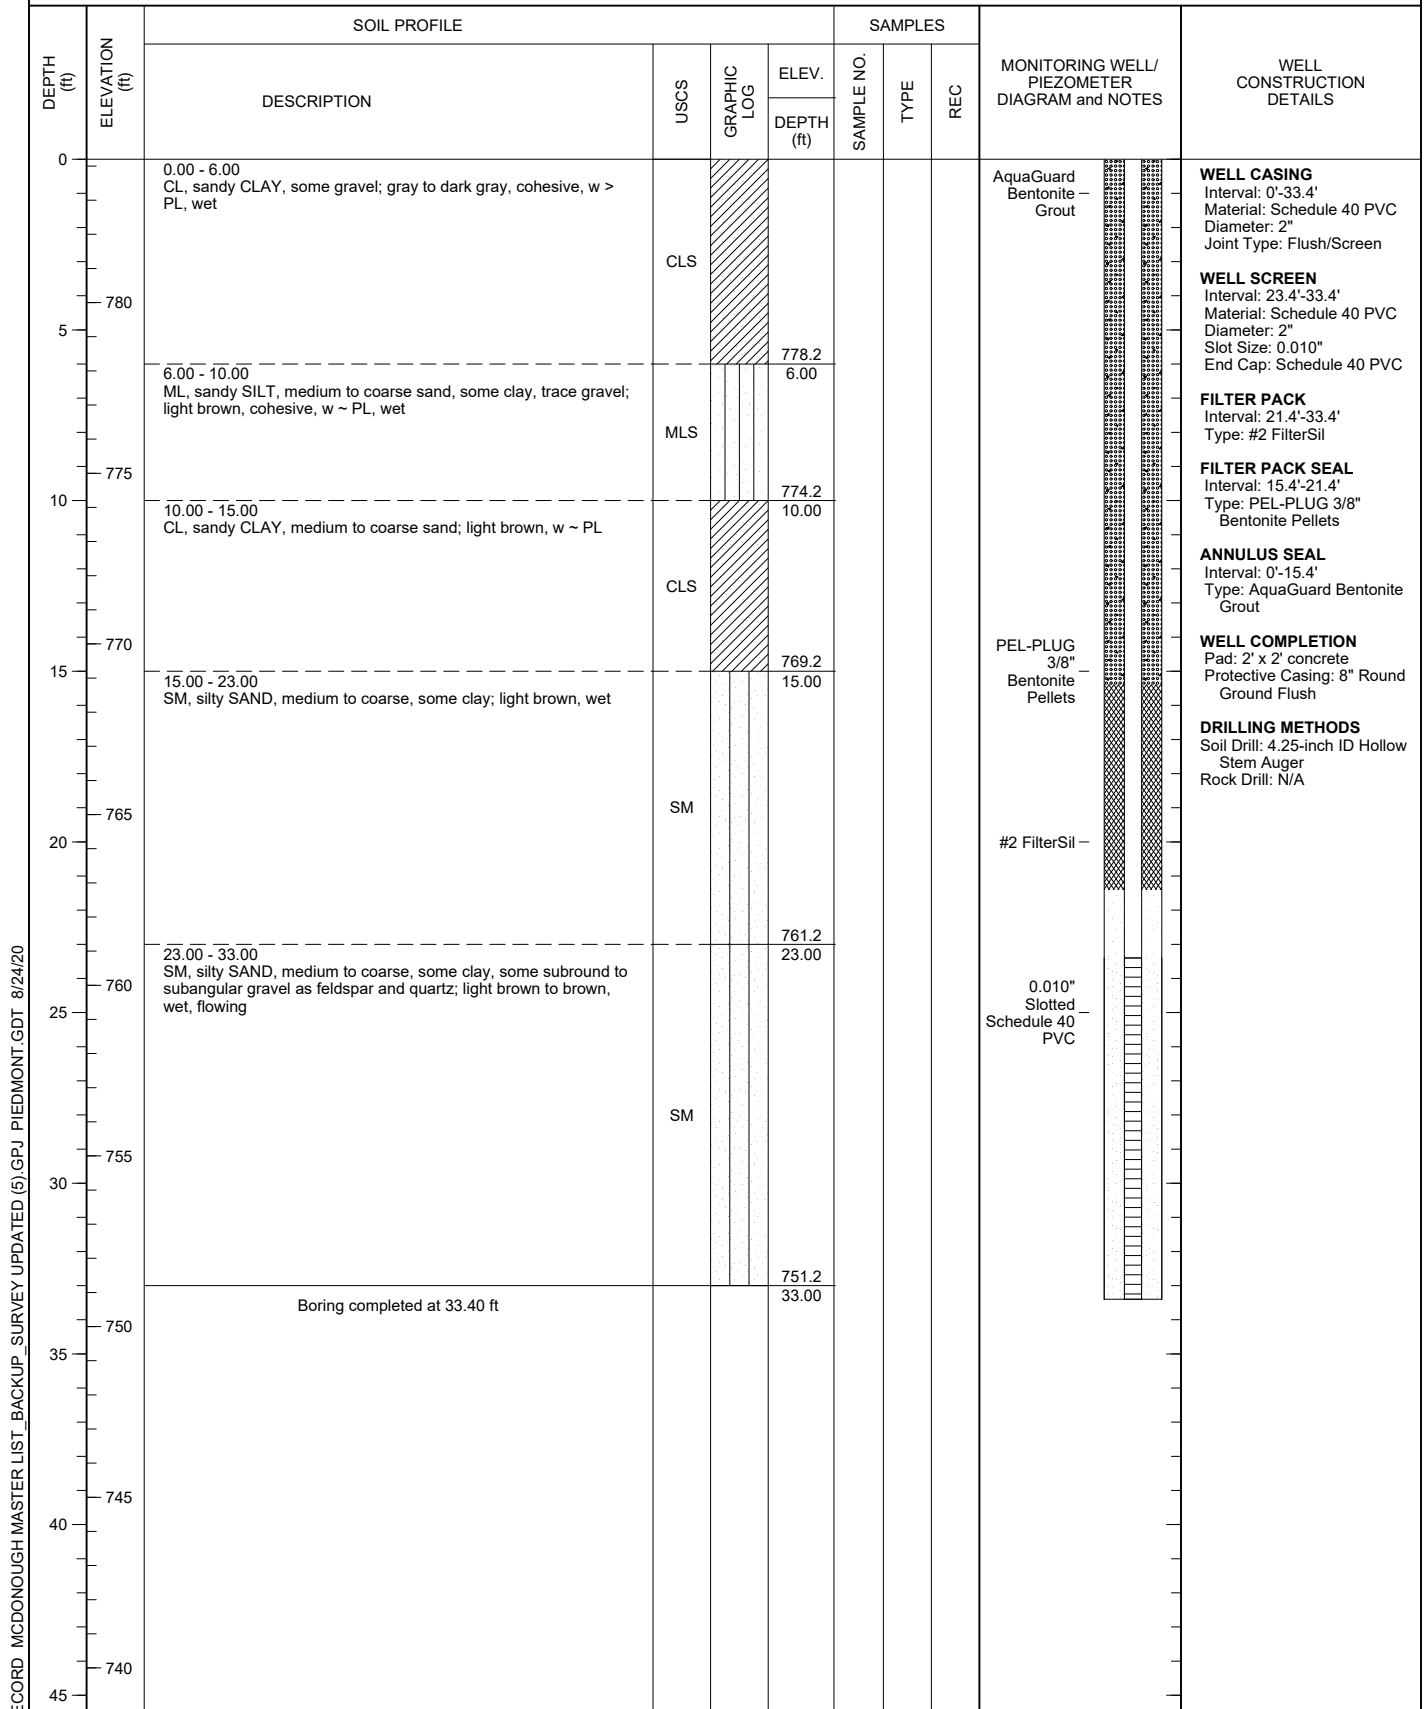 SOIL PROFILE
SAMPLES
DEPTH
(ft)
ELEVATION
(ft)
DESCRIPTION
USCS
GRAPHIC
LOG
ELEV.
DEPTH
(ft)
SAMPLE NO.
TYPE
REC
MONITORING WELL/
PIEZOMETER
DIAGRAM and NOTES
WELL
CONSTRUCTION
DETAILS
0
5
10
15
20
25
30
35
40
45
780
775
770
765
760
755
750
745
740
0.00 - 6.00
CL, sandy CLAY, some gravel; gray to dark gray, cohesive, w >
PL, wet
CLS
778.2
6.00
6.00 - 10.00
ML, sandy SILT, medium to coarse sand, some clay, trace gravel;
light brown, cohesive, w ~ PL, wet
MLS
774.2
10.00
10.00 - 15.00
CL, sandy CLAY, medium to coarse sand; light brown, w ~ PL
CLS
769.2
15.00
15.00 - 23.00
SM, silty SAND, medium to coarse, some clay; light brown, wet
SM
761.2
23.00
23.00 - 33.00
SM, silty SAND, medium to coarse, some clay, some subround to
subangular gravel as feldspar and quartz; light brown to brown,
wet, flowing
SM
751.2
33.00
Boring completed at 33.40 ft
AquaGuard
Bentonite
Grout
PEL-PLUG
3/8"
Bentonite
Pellets
#2 FilterSil
0.010"
Slotted
Schedule 40
PVC
WELL CASING
Interval: 0'-33.4'
Material: Schedule 40 PVC
Diameter: 2"
Joint Type: Flush/Screen
WELL SCREEN
Interval: 23.4'-33.4'
Material: Schedule 40 PVC
Diameter: 2"
Slot Size: 0.010"
End Cap: Schedule 40 PVC
FILTER PACK
Interval: 21.4'-33.4'
Type: #2 FilterSil
FILTER PACK SEAL
Interval: 15.4'-21.4'
Type: PEL-PLUG 3/8"
Bentonite Pellets
ANNULUS SEAL
Interval: 0'-15.4'
Type: AquaGuard Bentonite
Grout
WELL COMPLETION
Pad: 2' x 2' concrete
Protective Casing: 8" Round
Ground Flush
DRILLING METHODS
Soil Drill: 4.25-inch ID Hollow
Stem Auger
Rock Drill: N/A
ECORD MCDONOUGH MASTER LIST_BACKUP_SURVEY UPDATED (5).GPJ PIEDMONT.GDT 8/24/20